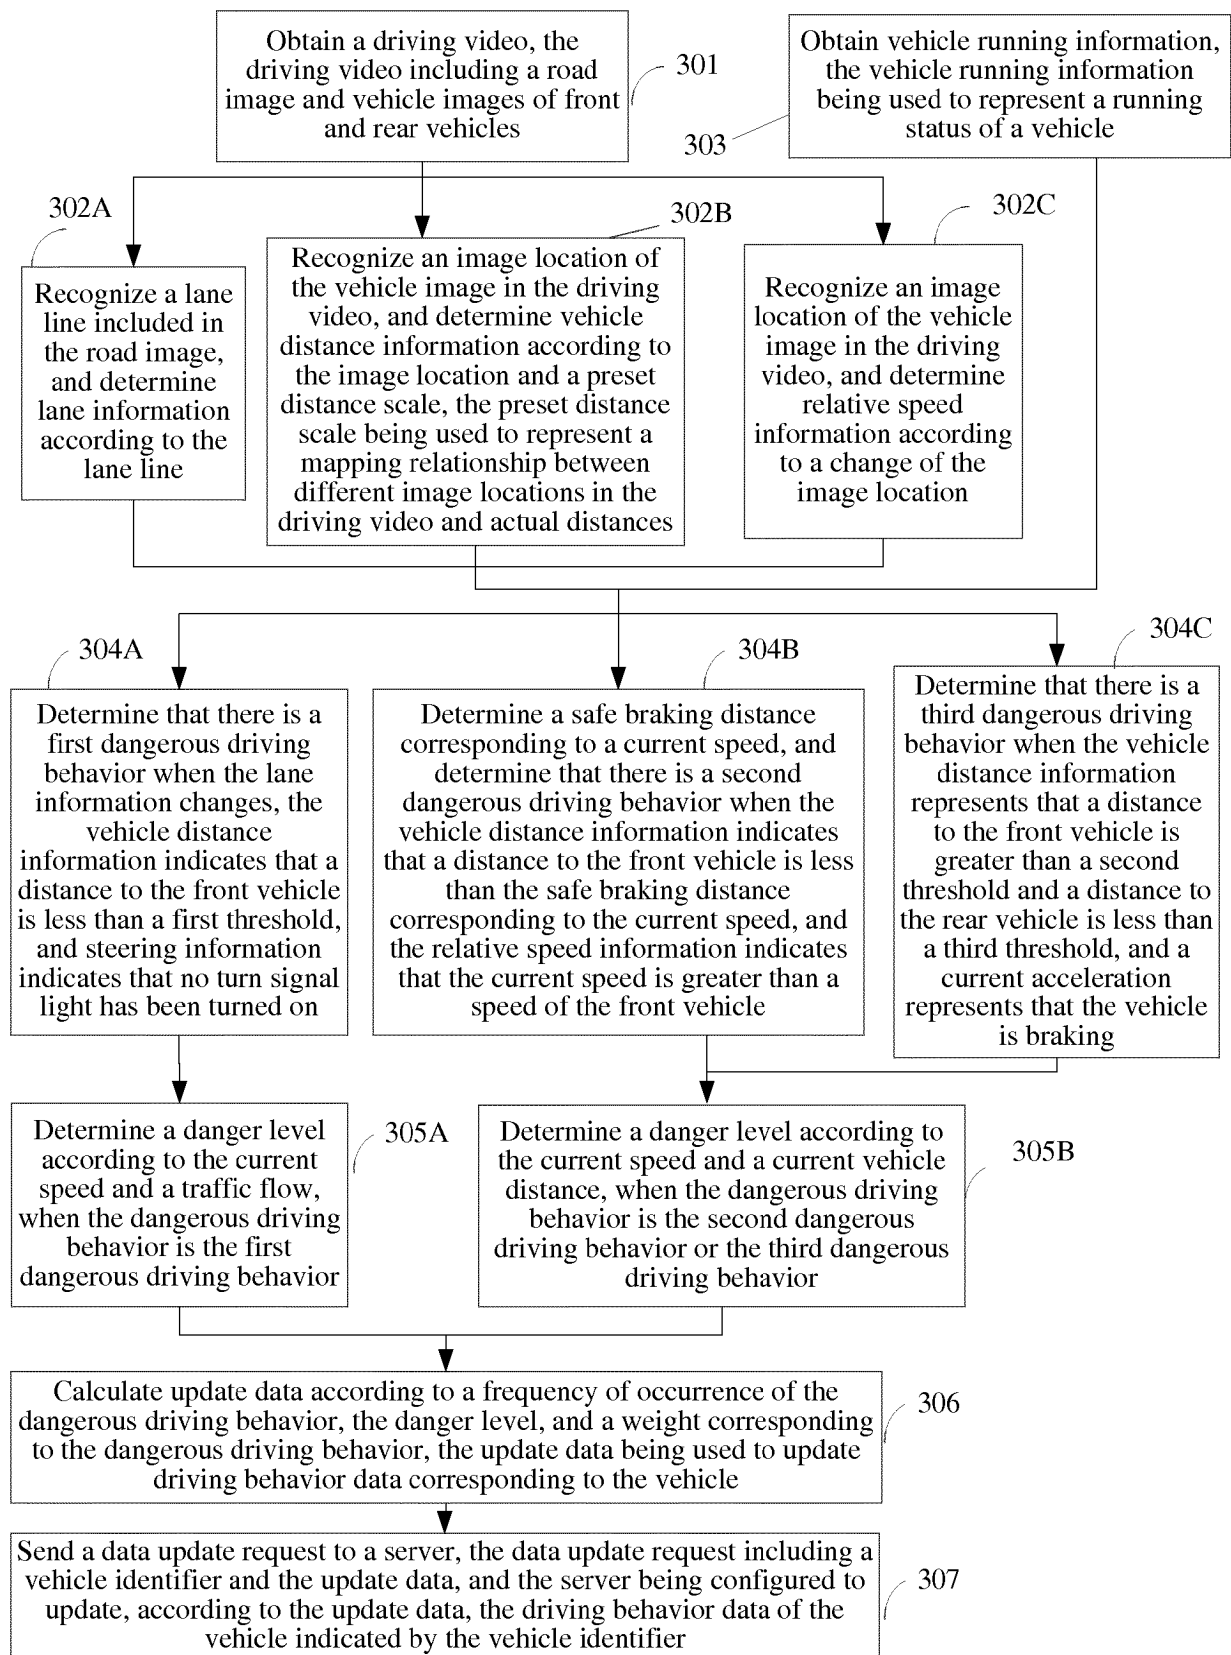 Obtain a driving video, the
driving video including a road
image and vehicle images of front
and rear vehicles
301
Obtain vehicle running information,
the vehicle running information
being used to represent a running
status of a vehicle
303
302A
Recognize a lane
line included in
the road image,
and determine
lane information
according to the
lane line
302B
Recognize an image location of
the vehicle image in the driving
video, and determine vehicle
distance information according to
the image location and a preset
distance scale, the preset distance
scale being used to represent a
mapping relationship between
different image locations in the
driving video and actual distances
302C
Recognize an image
location of the vehicle
image in the driving
video, and determine
relative speed
information according
to a change of the
image location
304A
Determine that there is a
first dangerous driving
behavior when the lane
information changes, the
vehicle distance
information indicates that a
distance to the front vehicle
is less than a first threshold,
and steering information
indicates that no turn signal
light has been turned on
304B
Determine a safe braking distance
corresponding to a current speed, and
determine that there is a second
dangerous driving behavior when the
vehicle distance information indicates
that a distance to the front vehicle is less
than the safe braking distance
corresponding to the current speed, and
the relative speed information indicates
that the current speed is greater than a
speed of the front vehicle
304C
Determine that there is a
third dangerous driving
behavior when the vehicle
distance information
represents that a distance
to the front vehicle is
greater than a second
threshold and a distance to
the rear vehicle is less than
a third threshold, and a
current acceleration
represents that the vehicle
is braking
Determine a danger level
according to the current
speed and a traffic flow,
when the dangerous driving
behavior is the first
dangerous driving behavior
305A
Determine a danger level according to
the current speed and a current vehicle
distance, when the dangerous driving
behavior is the second dangerous
driving behavior or the third dangerous
driving behavior
305B
Calculate update data according to a frequency of occurrence of the
dangerous driving behavior, the danger level, and a weight corresponding
to the dangerous driving behavior, the update data being used to update
driving behavior data corresponding to the vehicle
306
Send a data update request to a server, the data update request including a
vehicle identifier and the update data, and the server being configured to
update, according to the update data, the driving behavior data of the
vehicle indicated by the vehicle identifier
307